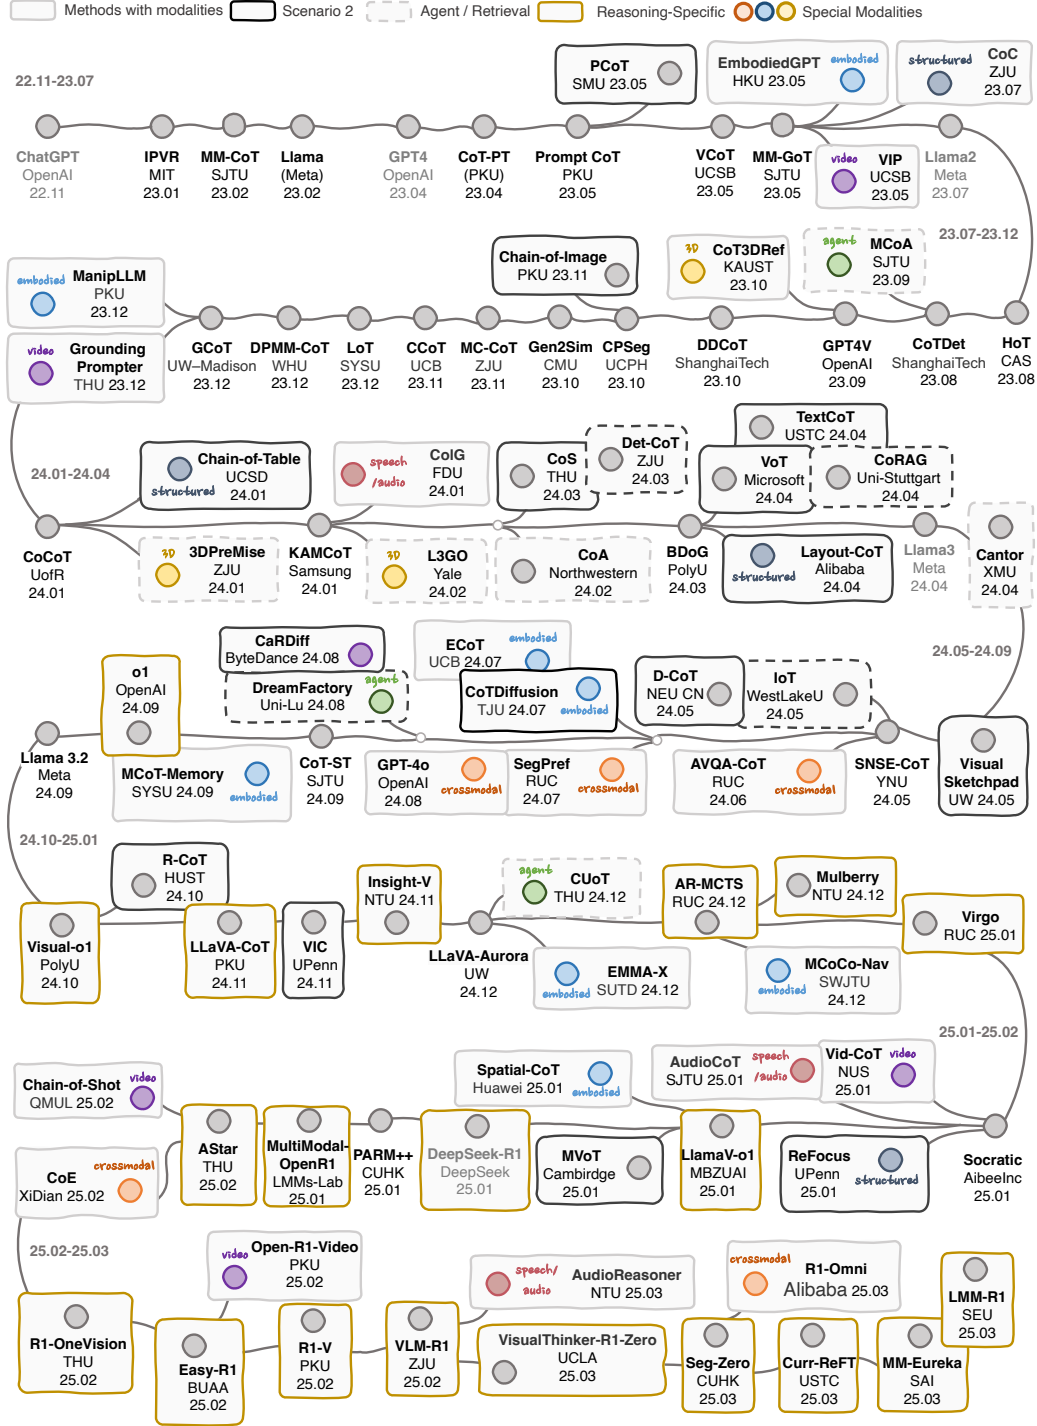 Methods with modalities
Scenario 2
Agent / Retrieval
Reasoning-Specific
Special Modalities
22.11-23.07
PCoT
SMU 23.05
EmbodiedGPT
HKU 23.05
embodied
structured
CoC
ZJU
23.07
ChatGPT
OpenAI
22.11
IPVR
MIT
23.01
MM-CoT
SJTU
23.02
Llama
(Meta)
23.02
GPT4
OpenAI
23.04
CoT-PT
(PKU)
23.04
Prompt CoT
PKU
23.05
VCoT
UCSB
23.05
MM-GoT
SJTU
23.05
video
VIP
UCSB
23.05
Llama2
Meta
23.07
23.07-23.12
embodied
ManipLLM
PKU
23.12
Chain-of-Image
PKU 23.11
3D
CoT3DRef
KAUST
23.10
agent
MCoA
SJTU
23.09
video
Grounding
Prompter
THU 23.12
GCoT
UW–Madison
23.12
DPMM-CoT
WHU
23.12
LoT
SYSU
23.12
CCoT
UCB
23.11
MC-CoT
ZJU
23.11
Gen2Sim
CMU
23.10
CPSeg
UCPH
23.10
DDCoT
ShanghaiTech
23.10
GPT4V
OpenAI
23.09
CoTDet
ShanghaiTech
23.08
HoT
CAS
23.08
24.01-24.04
structured
Chain-of-Table
UCSD
24.01
speech
/audio
CoIG
FDU
24.01
CoS
THU
24.03
Det-CoT
ZJU
24.03
TextCoT
USTC 24.04
VoT
Microsoft
24.04
CoRAG
Uni-Stuttgart
24.04
CoCoT
UofR
24.01
3D
3DPreMise
ZJU
24.01
KAMCoT
Samsung
24.01
3D
L3GO
Yale
24.02
CoA
Northwestern
24.02
BDoG
PolyU
24.03
structured
Layout-CoT
Alibaba
24.04
Llama3
Meta
24.04
Cantor
XMU
24.04
24.05-24.09
o1
OpenAI
24.09
CaRDiff
ByteDance 24.08
DreamFactory
Uni-Lu 24.08
agent
ECoT
UCB 24.07
embodied
CoTDiffusion
TJU 24.07
embodied
D-CoT
NEU CN
24.05
IoT
WestLakeU
24.05
Llama 3.2
Meta
24.09
MCoT-Memory
SYSU 24.09
embodied
CoT-ST
SJTU
24.09
GPT-4o
OpenAI
24.08
crossmodal
SegPref
RUC
24.07
crossmodal
AVQA-CoT
RUC
24.06
crossmodal
SNSE-CoT
YNU
24.05
Visual
Sketchpad
UW 24.05
24.10-25.01
R-CoT
HUST
24.10
Insight-V
NTU 24.11
agent
CUoT
THU 24.12
AR-MCTS
RUC 24.12
Mulberry
NTU 24.12
Visual-o1
PolyU
24.10
LLaVA-CoT
PKU
24.11
VIC
UPenn
24.11
LLaVA-Aurora
UW
24.12
embodied
EMMA-X
SUTD 24.12
embodied
MCoCo-Nav
SWJTU
24.12
Virgo
RUC 25.01
25.01-25.02
Chain-of-Shot
QMUL 25.02
video
Spatial-CoT
Huawei 25.01
embodied
AudioCoT
SJTU 25.01
speech
/audio
Vid-CoT
NUS
25.01
video
CoE
XiDian 25.02
crossmodal
AStar
THU
25.02
MultiModal-
OpenR1
LMMs-Lab
25.01
PARM++
CUHK
25.01
DeepSeek-R1
DeepSeek
25.01
MVoT
Cambirdge
25.01
LlamaV-o1
MBZUAI
25.01
ReFocus
UPenn
25.01
structured
Socratic
AibeeInc
25.01
25.02-25.03
video
Open-R1-Video
PKU
25.02
speech/
audio
AudioReasoner
NTU 25.03
crossmodal
R1-Omni
Alibaba 25.03
LMM-R1
SEU
25.03
R1-OneVision
THU
25.02
Easy-R1
BUAA
25.02
R1-V
PKU
25.02
VLM-R1
ZJU
25.02
VisualThinker-R1-Zero
UCLA
25.03
Seg-Zero
CUHK
25.03
Curr-ReFT
USTC
25.03
MM-Eureka
SAI
25.03